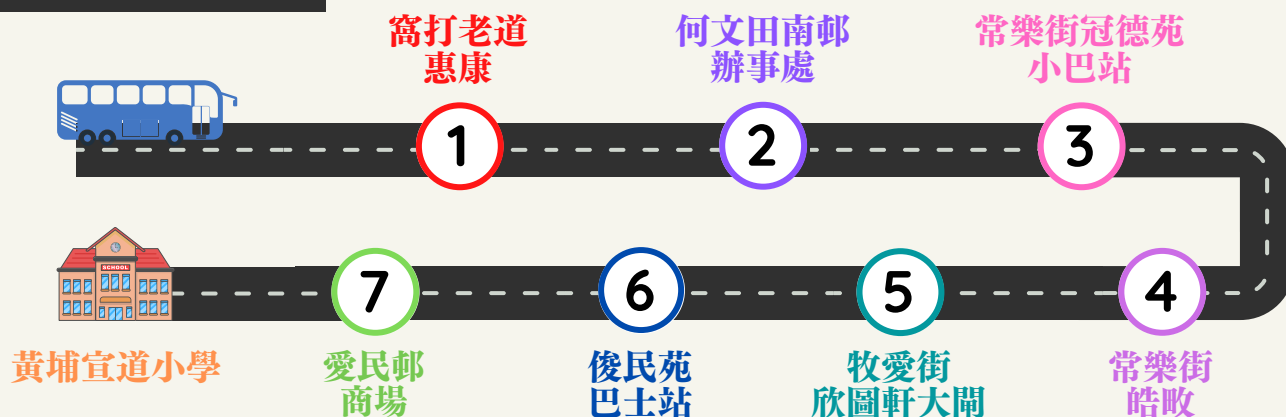 窩打老道
惠康
何文田南邨
辦事處
常樂街冠德苑
小巴站
1
2
3
SCHOOL
7
6
5
4
黃埔宣道小學
愛民邨
商場
俊民苑
巴士站
牧愛街
欣圖軒大閘
常樂街
皓畋